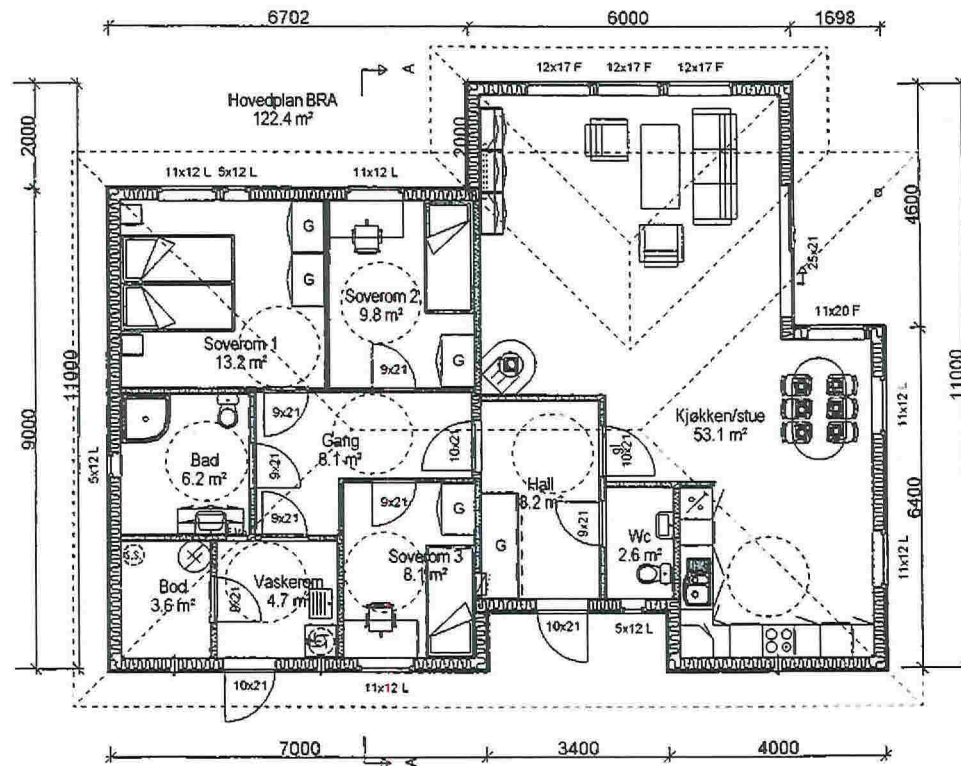 6702
6000
1698
A
12x17 F
12x17 F
12x17 F
Hovedplan BRA
122.4 m²
2000
2000
11x12 L
5x12 L
11x12 L
4600
25x21
G
G
Soverom 2
9.8 m²
Soverom 1
13.2 m²
11x20 F
9x21
G
11000
9000
11000
9x21
Gang
8.1 m²
10x21
10x21
Kjøkken/stue
53.1 m²
11x12 L
5x12 L
Bad
6.2 m²
9x21
9x21
9x21
Hall
8.2 m²
9x21
G
G
6400
Wc
2.6 m²
11x12 L
Soverom 3
8.1 m²
Bod
3.6 m²
Vaskerom
4.7 m²
10x21
5x12 L
10x21
11x12 L
7000
3400
4000
A